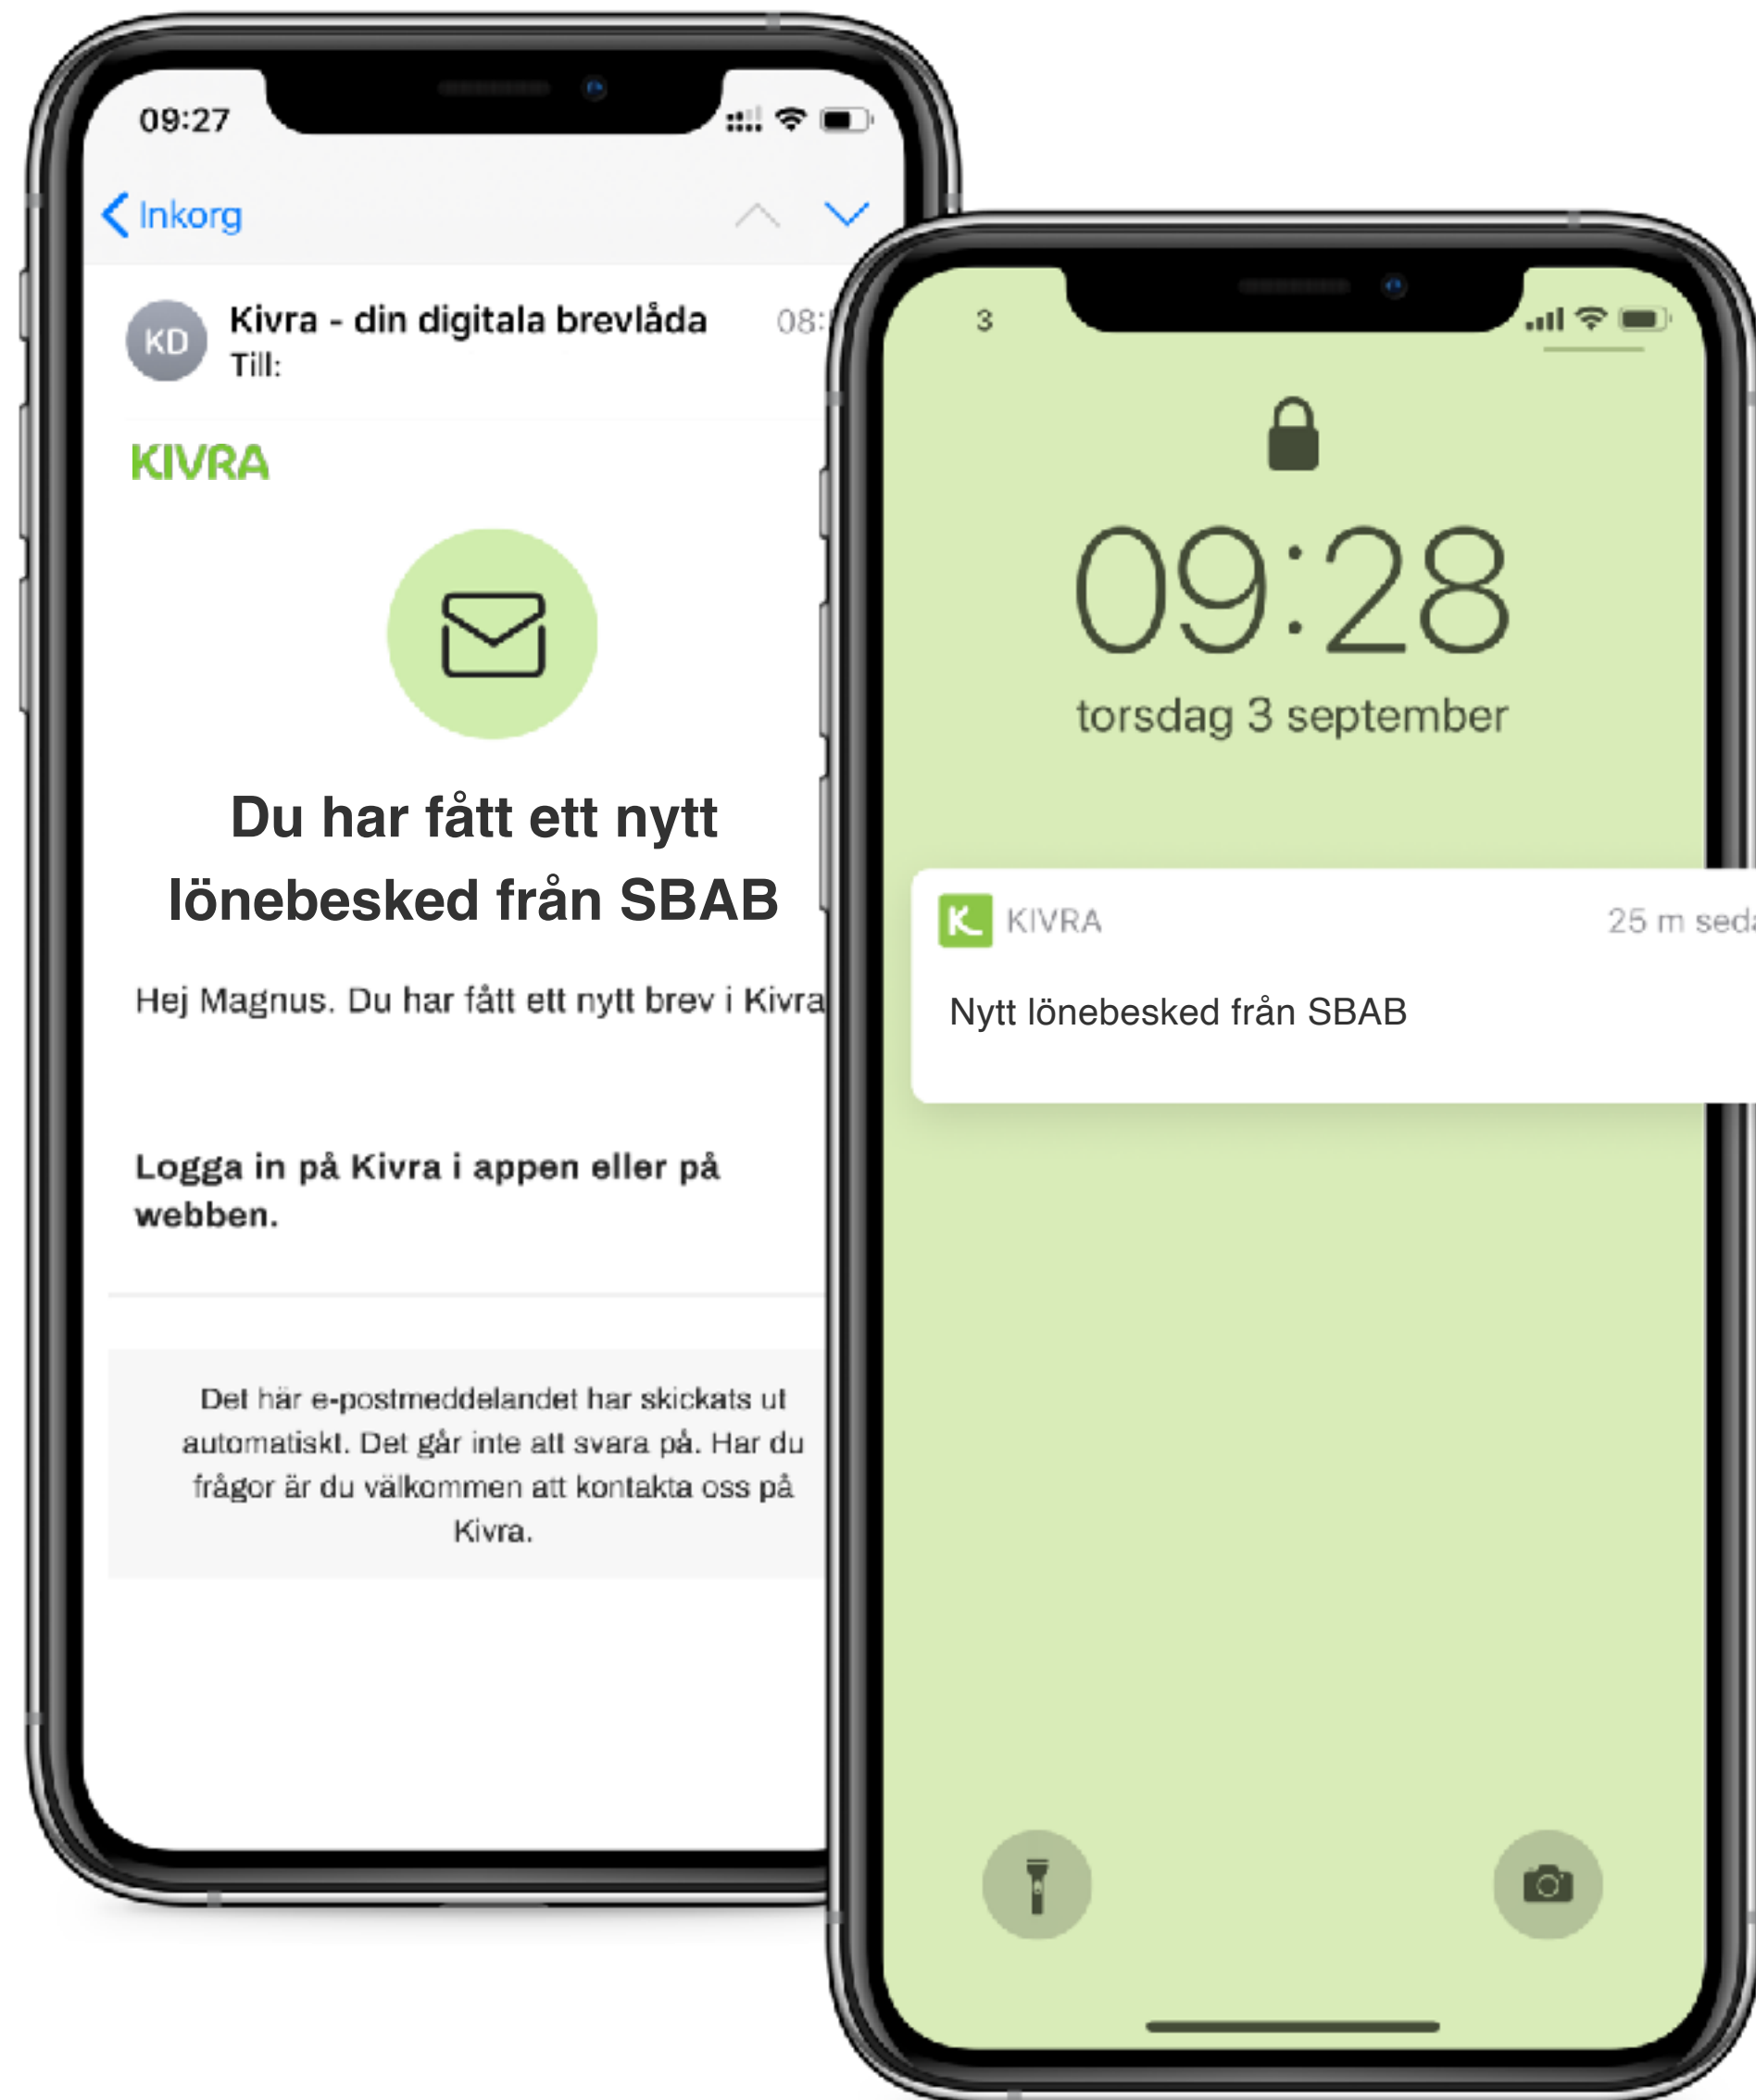 09:27
Inkorg
KD
Kivra - din digitala brevlåda
08:
Till:
KIVRA
Du har fått ett nytt
lönebesked från SBAB
Hej Magnus. Du har fått ett nytt brev i Kivra
Logga in på Kivra i appen eller på
webben.
Det här e-postmeddelandet har skickats ut
automatiskt. Det går inte att svara på. Har du
frågor är du välkommen att kontakta oss på
Kivra.
3
09:28
torsdag 3 september
K KIVRA
25 m
Nytt lönebesked från SBAB